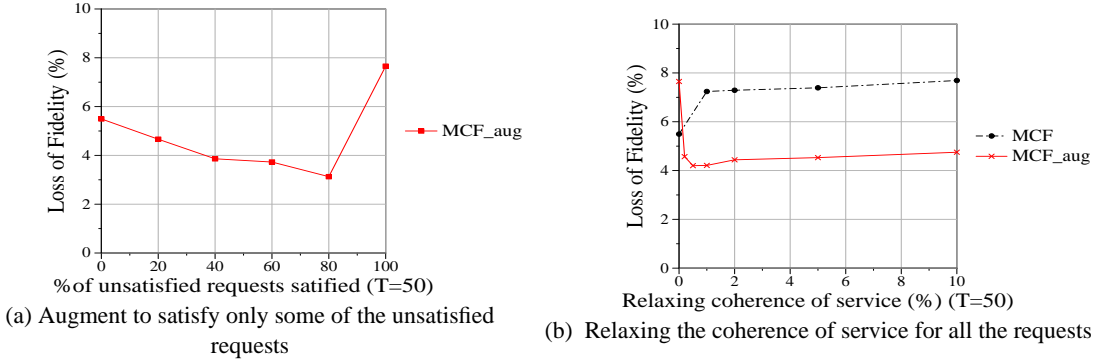 10
8
6
4
2
0
Loss of Fidelity (%)
0 20 40 60 80 100
%of unsatisfied requests satified (T=50)
MCF_aug
(a) Augment to satisfy only some of the unsatisfied
requests
10
8
6
4
2
0
Loss of Fidelity (%)
0 2 4 6 8 10
Relaxing coherence of service (%) (T=50)
MCF
MCF_aug
(b) Relaxing the coherence of service for all the requests